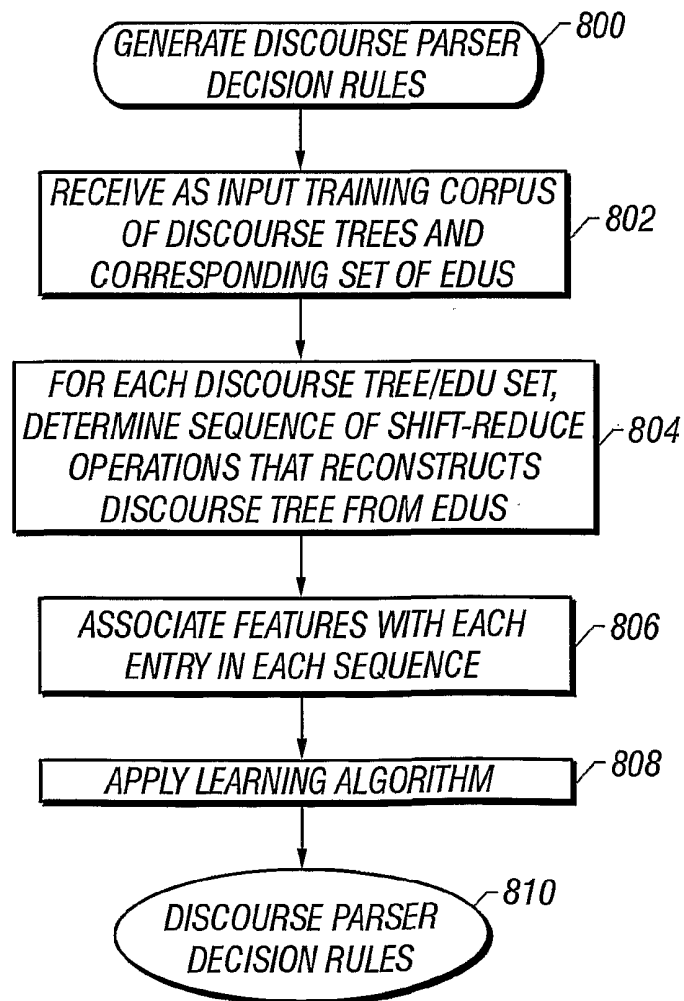 GENERATE DISCOURSE PARSER
DECISION RULES
800
RECEIVE AS INPUT TRAINING CORPUS
OF DISCOURSE TREES AND
CORRESPONDING SET OF EDUS
802
FOR EACH DISCOURSE TREE/EDU SET,
DETERMINE SEQUENCE OF SHIFT-REDUCE
OPERATIONS THAT RECONSTRUCTS
DISCOURSE TREE FROM EDUS
804
ASSOCIATE FEATURES WITH EACH
ENTRY IN EACH SEQUENCE
806
APPLY LEARNING ALGORITHM
808
DISCOURSE PARSER
DECISION RULES
810